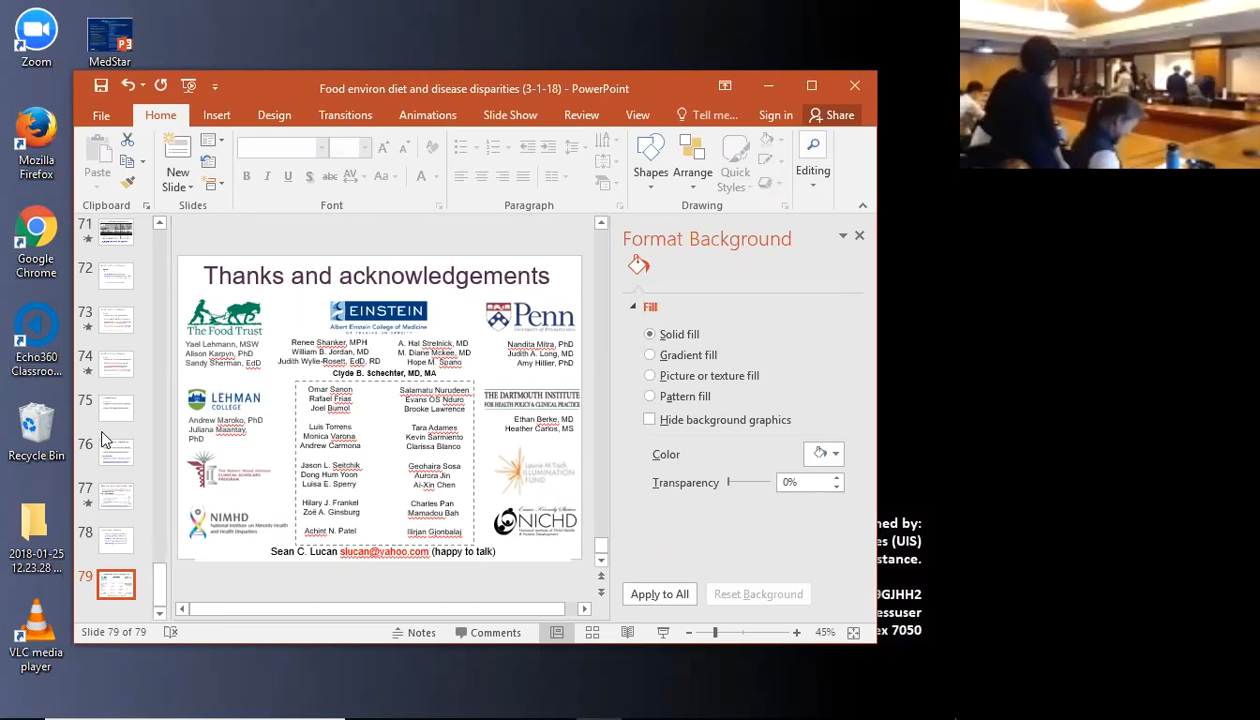 Zoom
MedStar
Mozilla
Firefox
Google
Chrome
Echo360
Classroo...
Recycle Bin
2018-01-25
12.23.28 ...
VLC media
player
Food environ diet and disease disparities (3-1-18) - PowerPoint
File
Home
Insert
Design
Transitions
Animations
Slide Show
Review
View
Tell me...
Sign in
Share
Paste
New
Slide
B I U S abc AV Aa A
Shapes
Arrange
Quick
Styles
Editing
Clipboard
Slides
Font
Paragraph
Drawing
71
72
73
74
75
76
77
78
79
Thanks and acknowledgements
The Food Trust
EINSTEIN
Albert Einstein College of Medicine
Penn
Yael Lehmann, MSW
Alison Karpyn, PhD
Sandy Sherman, EdD
Renee Shanker, MPH
William B. Jordan, MD
Judith Wylie-Rosett, EdD, RD
A. Hal Strelnick, MD
M. Diane Mckee, MD
Hope M. Spano
Clyde B. Schechter, MD, MA
Nandita Mitra, PhD
Judith A. Long, MD
Amy Hillier, PhD
LEHMAN
COLLEGE
Andrew Maroko, PhD
Juliana Maantay,
PhD
Omar Sanon
Rafael Frias
Joel Bumol
Luis Torrens
Monica Varona
Andrew Carmona
Jason L. Seitchik
Dong Hum Yoon
Luisa E. Sperry
Hilary J. Frankel
Zoë A. Ginsburg
Achint N. Patel
Salamatu Nurudeen
Evans OS Nduro
Brooke Lawrence
Tara Adames
Kevin Sarmiento
Clarissa Blanco
Geohaira Sosa
Aurora Jin
Ai-Xin Chen
Charles Pan
Mamadou Bah
Ilirjan Gjonbalaj
THE DARTMOUTH INSTITUTE
FOR HEALTH POLICY & CLINICAL PRACTICE
Ethan Berke, MD
Heather Carlos, MS
NIMHD
ILLUMINATION
FUND
NICHD
Sean C. Lucan slucan@yahoo.com (happy to talk)
Format Background
Fill
Solid fill
Gradient fill
Picture or texture fill
Pattern fill
Hide background graphics
Color
Transparency
0%
Apply to All
Reset Background
Slide 79 of 79
Notes
Comments
45%
ned by:
es (UIS)
stance.
9GJHH2
essuser
ex 7050